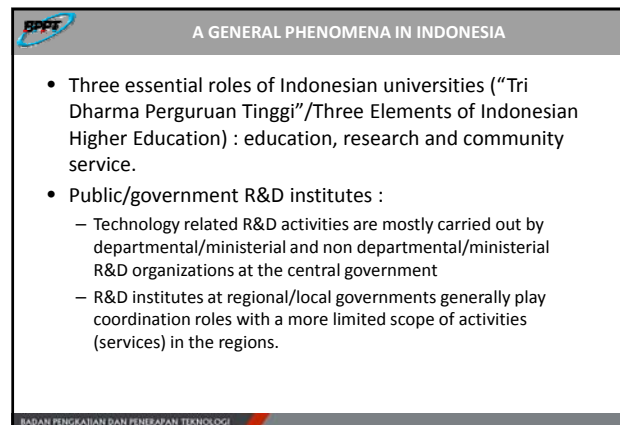 BPPT
A GENERAL PHENOMENA IN INDONESIA
• Three essential roles of Indonesian universities (“Tri
Dharma Perguruan Tinggi”/Three Elements of Indonesian
Higher Education) : education, research and community
service.
• Public/government R&D institutes :
– Technology related R&D activities are mostly carried out by
departmental/ministerial and non departmental/ministerial
R&D organizations at the central government
– R&D institutes at regional/local governments generally play
coordination roles with a more limited scope of activities
(services) in the regions.
BADAN PENGKAJIAN DAN PENERAPAN TEKNOLOGI